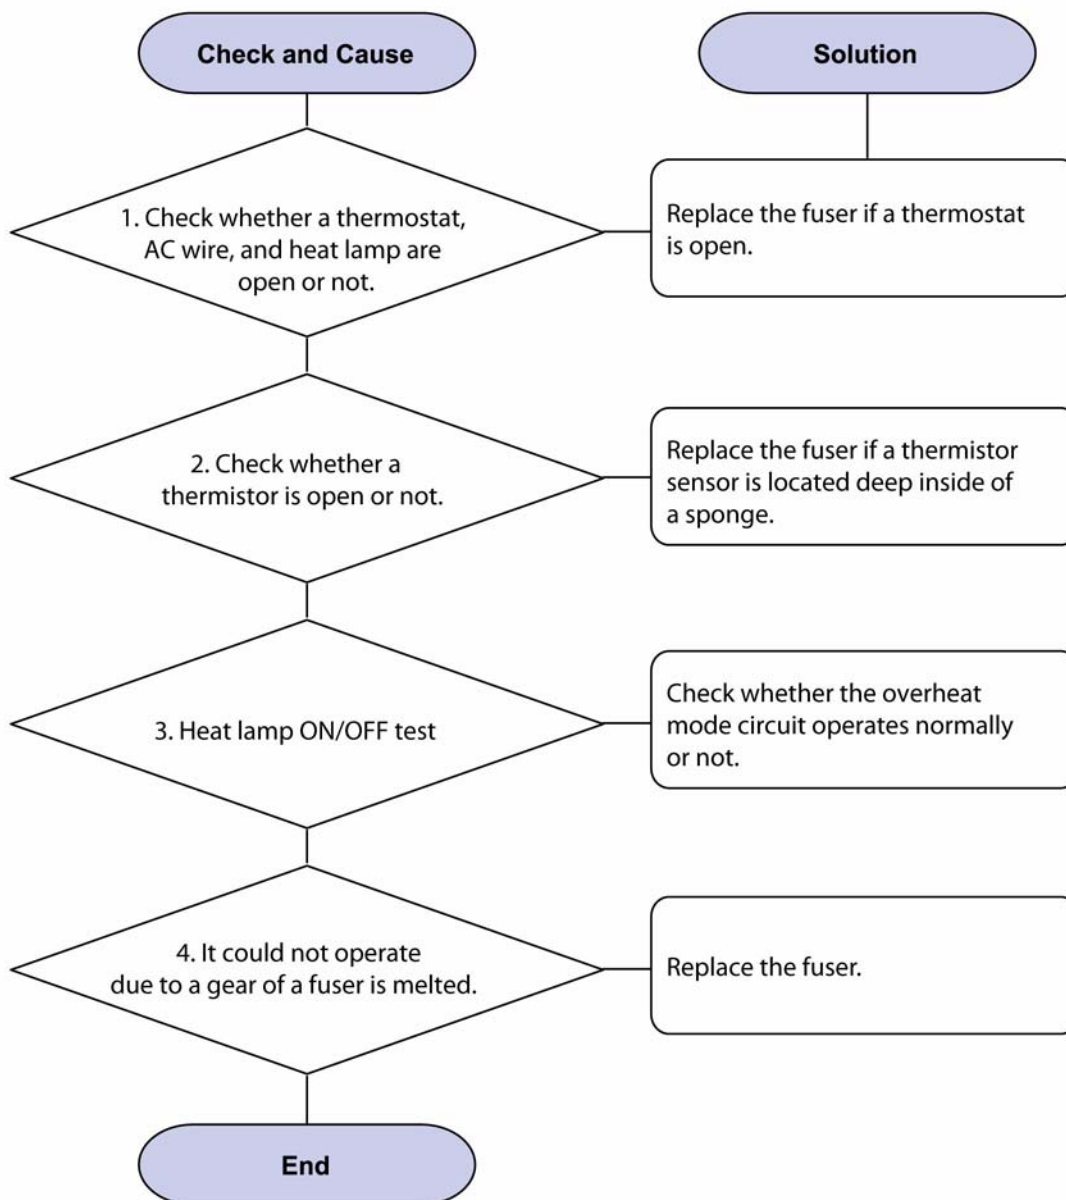 Check and Cause
Solution
1. Check whether a thermostat,
AC wire, and heat lamp are
open or not.
Replace the fuser if a thermostat
is open.
2. Check whether a
thermistor is open or not.
Replace the fuser if a thermistor
sensor is located deep inside of
a sponge.
3. Heat lamp ON/OFF test
Check whether the overheat
mode circuit operates normally
or not.
4. It could not operate
due to a gear of a fuser is melted.
Replace the fuser.
End